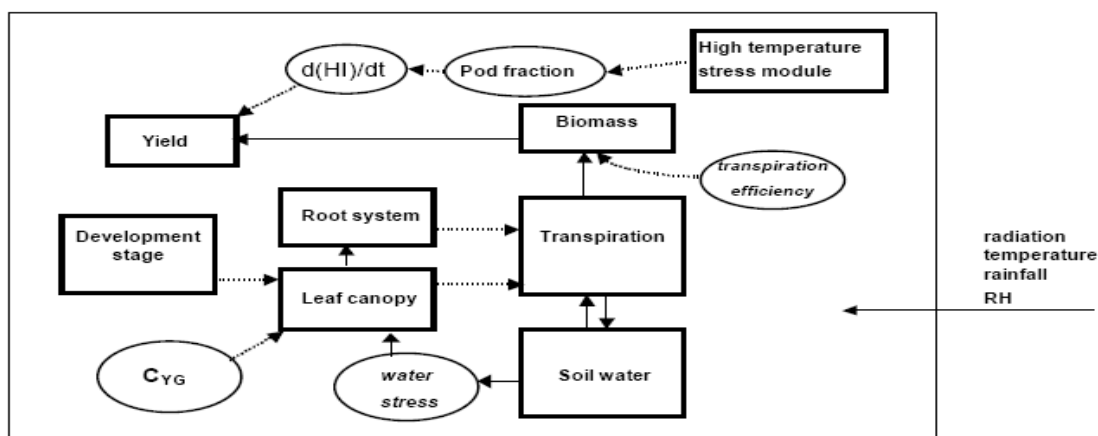 High temperature
stress module
d(HI)/dt
Pod fraction
Biomass
Yield
transpiration
efficiency
Root system
Development
stage
Transpiration
radiation
temperature
rainfall
RH
Leaf canopy
CYG
water
stress
Soil water